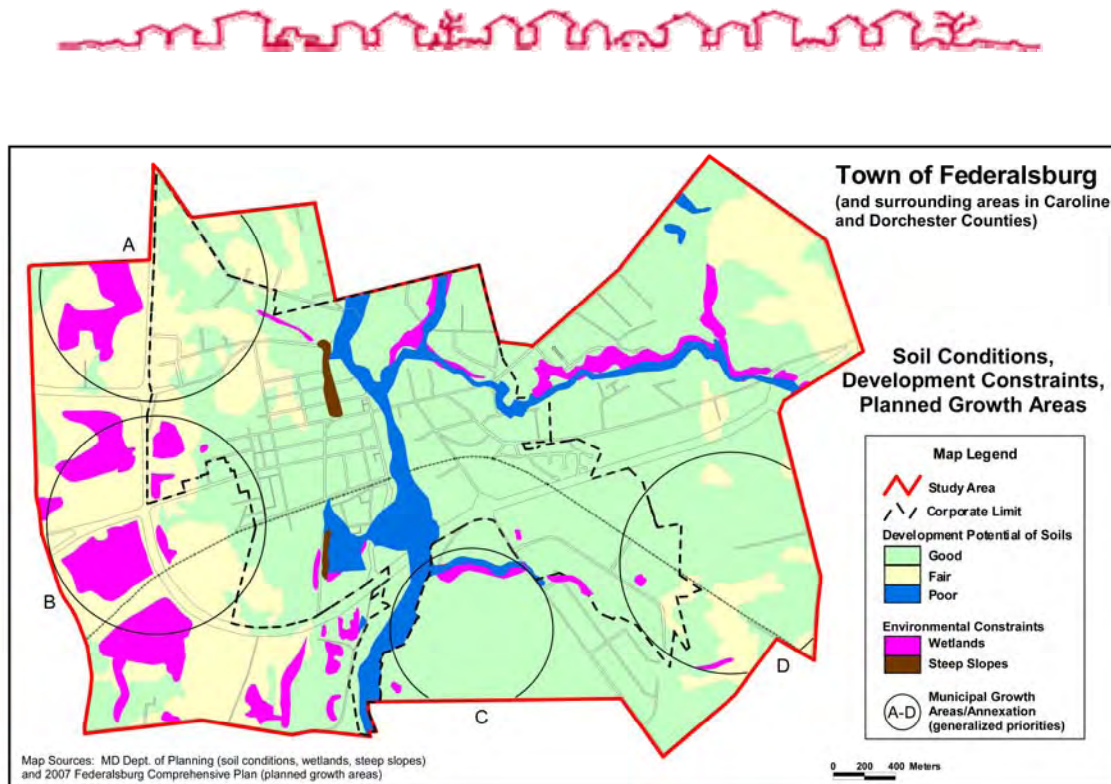 Town of Federalsburg
(and surrounding areas in Caroline
and Dorchester Counties)
Soil Conditions,
Development Constraints,
Planned Growth Areas
Map Legend
Study Area
Corporate Limit
Development Potential of Soils
Good
Fair
Poor
Environmental Constraints
Wetlands
Steep Slopes
A-D
Municipal Growth
Areas/Annexation
(generalized priorities)
A
B
C
D
Map Sources: MD Dept. of Planning (soil conditions, wetlands, steep slopes)
and 2007 Federalsburg Comprehensive Plan (planned growth areas)
0 200 400 Meters